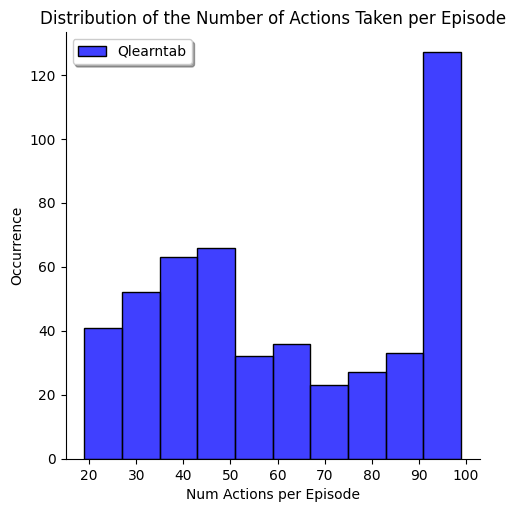 Distribution of the Number of Actions Taken per Episode
Qlearntab
120
100
80
60
40
20
0
Occurrence
20 30 40 50 60 70 80 90 100
Num Actions per Episode